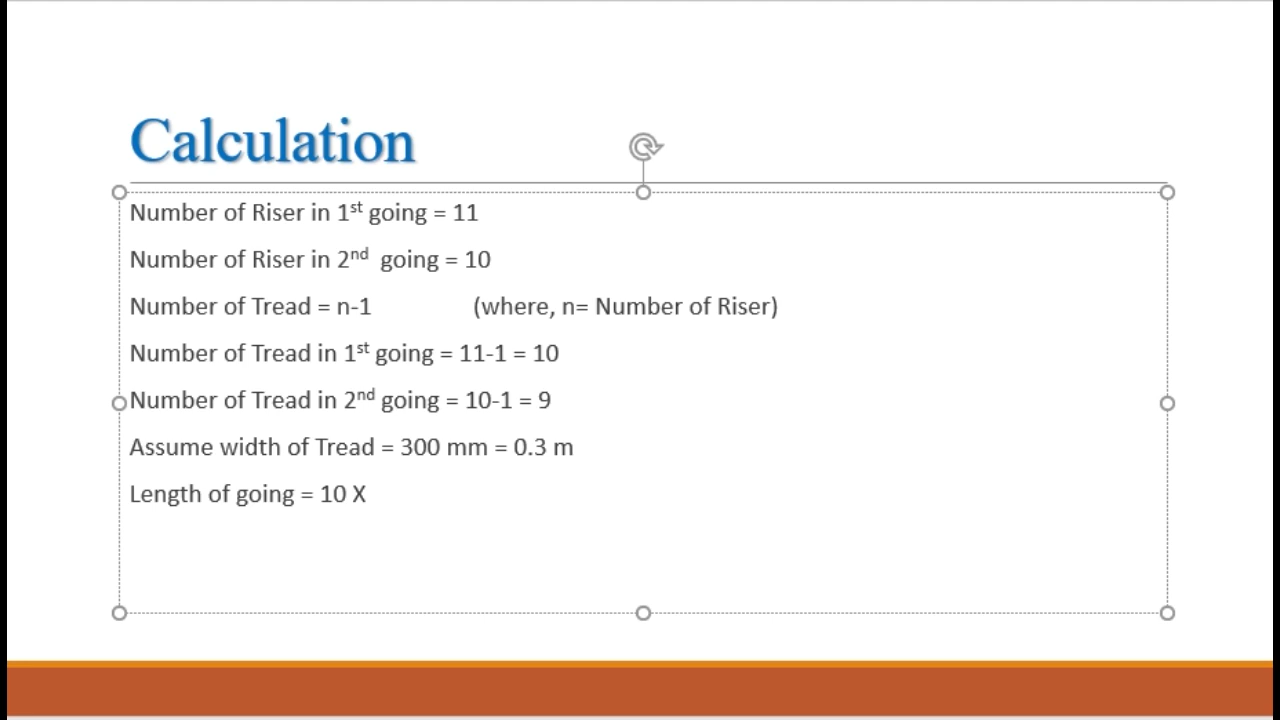 Calculation
Number of Riser in 1st going = 11
Number of Riser in 2nd going = 10
Number of Tread = n-1 (where, n= Number of Riser)
Number of Tread in 1st going = 11-1 = 10
Number of Tread in 2nd going = 10-1 = 9
Assume width of Tread = 300 mm = 0.3 m
Length of going = 10 X